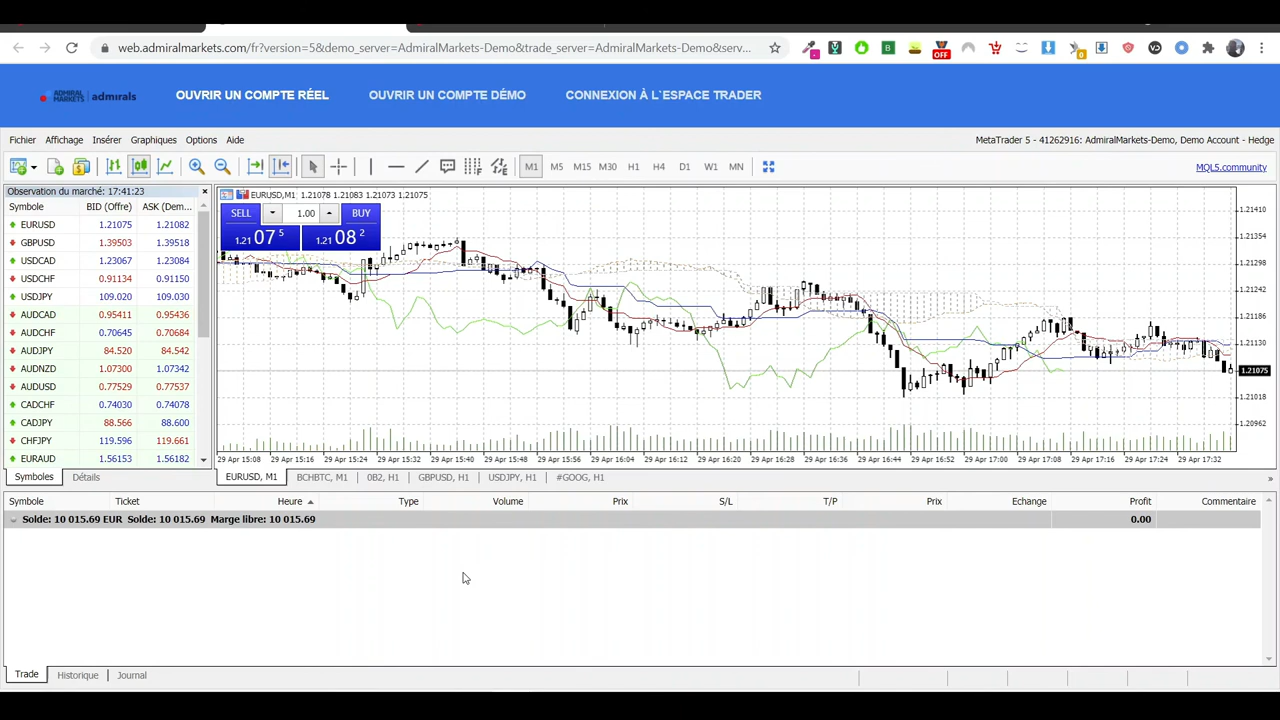 web.admiralmarkets.com/fr?version=5&demo_server=AdmiralMarkets-Demo&trade_server=AdmiralMarkets-Demo&serv...
OFF
0
ADMIRAL MARKETS | admirals
OUVRIR UN COMPTE RÉEL OUVRIR UN COMPTE DÉMO CONNEXION À L`ESPACE TRADER
Fichier Affichage Insérer Graphiques Options Aide MetaTrader 5 - 41262916: AdmiralMarkets-Demo, Demo Account - Hedge
M1 M5 M15 M30 H1 H4 D1 W1 MN MQL5.community
Observation du marché: 17:41:23
Symbole BID (Offre) ASK (Dem...
EURUSD 1.21075 1.21082
GBPUSD 1.39503 1.39518
USDCAD 1.23067 1.23084
USDCHF 0.91134 0.91150
USDJPY 109.020 109.030
AUDCAD 0.95411 0.95436
AUDCHF 0.70645 0.70684
AUDJPY 84.520 84.542
AUDNZD 1.07300 1.07342
AUDUSD 0.77529 0.77537
CADCHF 0.74030 0.74078
CADJPY 88.566 88.600
CHFJPY 119.596 119.661
EURAUD 1.56153 1.56182
Symboles Détails
EURUSD,M1 1.21078 1.21083 1.21073 1.21075
SELL 1.00 BUY
1.21 07 5 1.21 08 2
1.21410
1.21354
1.21298
1.21242
1.21186
1.21130
1.21075
1.21018
1.20962
29 Apr 15:08 29 Apr 15:16 29 Apr 15:24 29 Apr 15:32 29 Apr 15:40 29 Apr 15:48 29 Apr 15:56 29 Apr 16:04 29 Apr 16:12 29 Apr 16:20 29 Apr 16:28 29 Apr 16:36 29 Apr 16:44 29 Apr 16:52 29 Apr 17:00 29 Apr 17:08 29 Apr 17:16 29 Apr 17:24 29 Apr 17:32
EURUSD, M1 BCHBTC, M1 0B2, H1 GBPUSD, H1 USDJPY, H1 #GOOG, H1
Symbole Ticket Heure Type Volume Prix S/L T/P Prix Echange Profit Commentaire
Solde: 10 015.69 EUR Solde: 10 015.69 Marge libre: 10 015.69 0.00
Trade Historique Journal